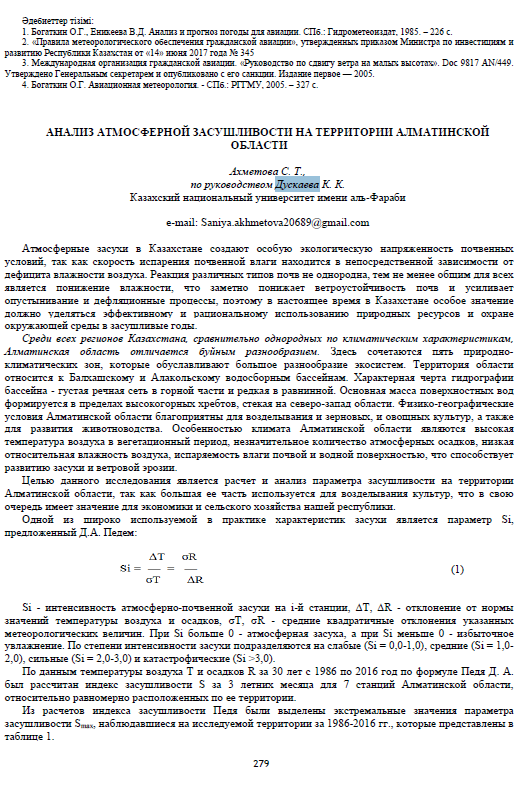 Әдебиеттер тізімі:
1. Богаткин О.Г., Еникеева В.Д. Анализ и прогноз погоды для авиации. СПб.: Гидрометеоиздат, 1985. – 226 с.
2. «Правила метеорологического обеспечения гражданской авиации», утвержденных приказом Министра по инвестициям и
развитию Республики Казахстан от «14» июня 2017 года № 345
3. Международная организация гражданской авиации. «Руководство по сдвигу ветра на малых высотах». Doc 9817 AN/449.
Утверждено Генеральным секретарем и опубликовано с его санкции. Издание первое — 2005.
4. Богаткин О.Г. Авиационная метеорология. - СПб.: РГГМУ, 2005. – 327 с.
АНАЛИЗ АТМОСФЕРНОЙ ЗАСУШЛИВОСТИ НА ТЕРРИТОРИИ АЛМАТИНСКОЙ
ОБЛАСТИ
Ахметова С. Т.,
по руководством Дускаева К. К.
Казахский национальный университет имени аль-Фараби
e-mail: Saniya.akhmetova20689@gmail.com
Атмосферные засухи в Казахстане создают особую экологическую напряженность почвенных
условий, так как скорость испарения почвенной влаги находится в непосредственной зависимости от
дефицита влажности воздуха. Реакция различных типов почв не однородна, тем не менее общим для всех
является понижение влажности, что заметно понижает ветроустойчивость почв и усиливает
опустынивание и дефляционные процессы, поэтому в настоящее время в Казахстане особое значение
должно уделяться эффективному и рациональному использованию природных ресурсов и охране
окружающей среды в засушливые годы.
Среди всех регионов Казахстана, сравнительно однородных по климатическим характеристикам,
Алматинская область отличается буйным разнообразием. Здесь сочетаются пять природно-
климатических зон, которые обуславливают большое разнообразие экосистем. Территория области
относится к Балхашскому и Алакольскому водосборным бассейнам. Характерная черта гидрографии
бассейна - густая речная сеть в горной части и редкая в равнинной. Основная масса поверхностных вод
формируется в пределах высокогорных хребтов, стекая на северо-запад области. Физико-географические
условия Алматинской области благоприятны для возделывания и зерновых, и овощных культур, а также
для развития животноводства. Особенностью климата Алматинской области являются высокая
температура воздуха в вегетационный период, незначительное количество атмосферных осадков, низкая
относительная влажность воздуха, испаряемость влаги почвой и водной поверхностью, что способствует
развитию засухи и ветровой эрозии.
Целью данного исследования является расчет и анализ параметра засушливости на территории
Алматинской области, так как большая ее часть используется для возделывания культур, что в свою
очередь имеет значение для экономики и сельского хозяйства нашей республики.
Одной из широко используемой в практике характеристик засухи является параметр Si,
предложенный Д.А. Педем:
ΔT σR
Si = — = — (1)
σT ΔR
Si - интенсивность атмосферно-почвенной засухи на i-й станции, ΔT, ΔR - отклонение от нормы
значений температуры воздуха и осадков, σT, σR - средние квадратичные отклонения указанных
метеорологических величин. При Si больше 0 - атмосферная засуха, а при Si меньше 0 - избыточное
увлажнение. По степени интенсивности засухи подразделяются на слабые (Si = 0,0-1,0), средние (Si = 1,0-
2,0), сильные (Si = 2,0-3,0) и катастрофические (Si >3,0).
По данным температуры воздуха T и осадков R за 30 лет с 1986 по 2016 год по формуле Педя Д. А.
был рассчитан индекс засушливости S за 3 летних месяца для 7 станций Алматинской области,
относительно равномерно расположенных по ее территории.
Из расчетов индекса засушливости Педя были выделены экстремальные значения параметра
засушливости Smax, наблюдавшиеся на исследуемой территории за 1986-2016 гг., которые представлены в
таблице 1.
279